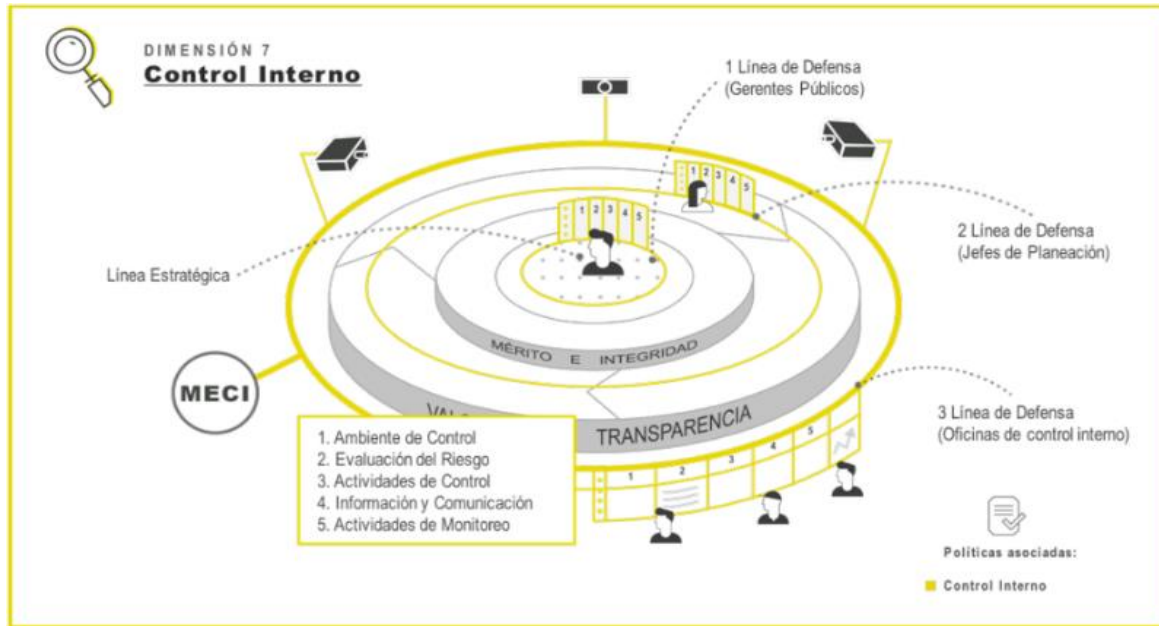 DIMENSIÓN 7
Control Interno
1 Línea de Defensa
(Gerentes Públicos)
1 2 3 4 5
1 2 3 4 5
2 Línea de Defensa
(Jefes de Planeación)
Línea Estratégica
MÉRITO E INTEGRIDAD
MECI
TRANSPARENCIA
3 Línea de Defensa
(Oficinas de control interno)
1. Ambiente de Control
2. Evaluación del Riesgo
3. Actividades de Control
4. Información y Comunicación
5. Actividades de Monitoreo
1 2 3 4 5
Políticas asociadas:
Control Interno